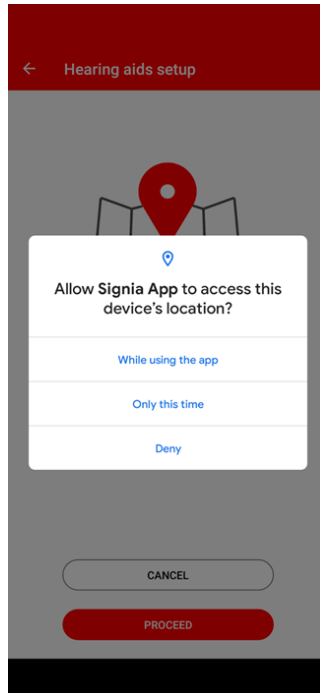 Hearing aids setup
Allow Signia App to access this
device's location?
While using the app
Only this time
Deny
CANCEL
PROCEED